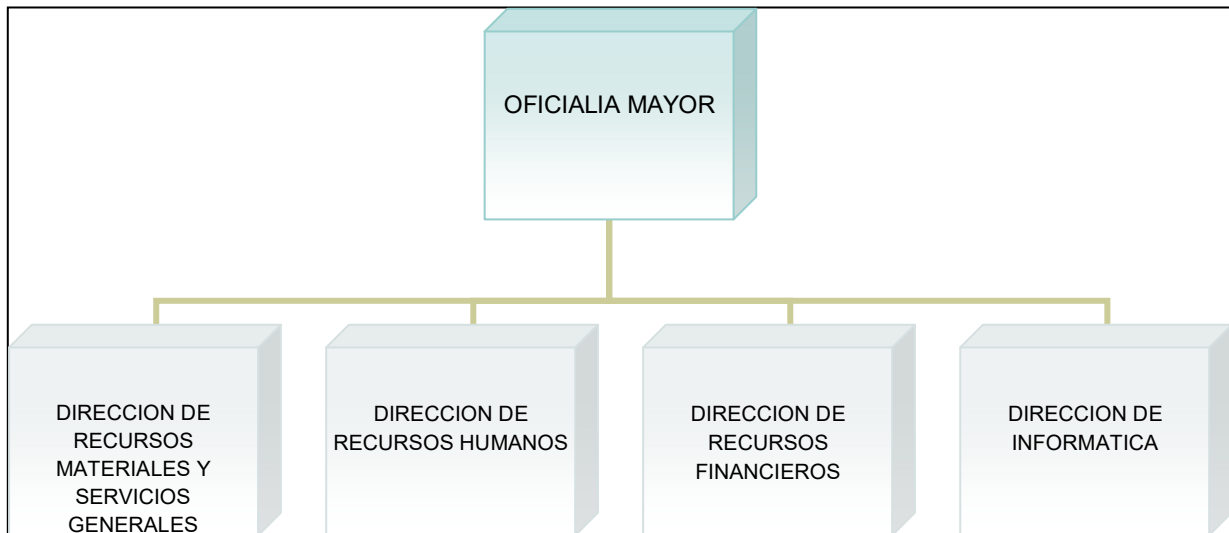 OFICIALIA MAYOR
DIRECCION DE
RECURSOS
MATERIALES Y
SERVICIOS
GENERALES
DIRECCION DE
RECURSOS HUMANOS
DIRECCION DE
RECURSOS
FINANCIEROS
DIRECCION DE
INFORMATICA